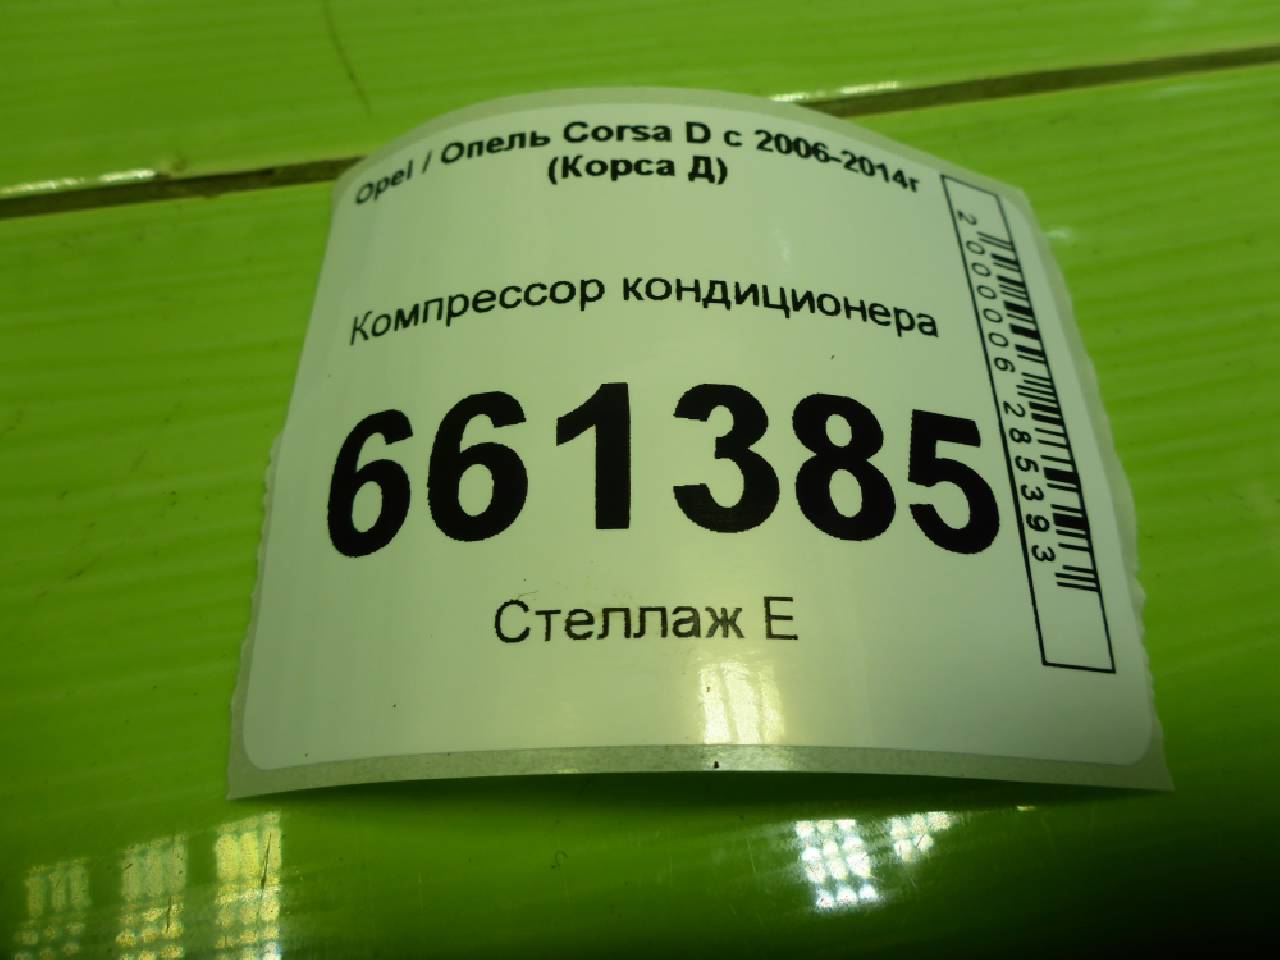 Opel / Опель Corsa D с 2006-2014г
(Корса Д)
Компрессор кондиционера
661385
Стеллаж Е
2000006285393